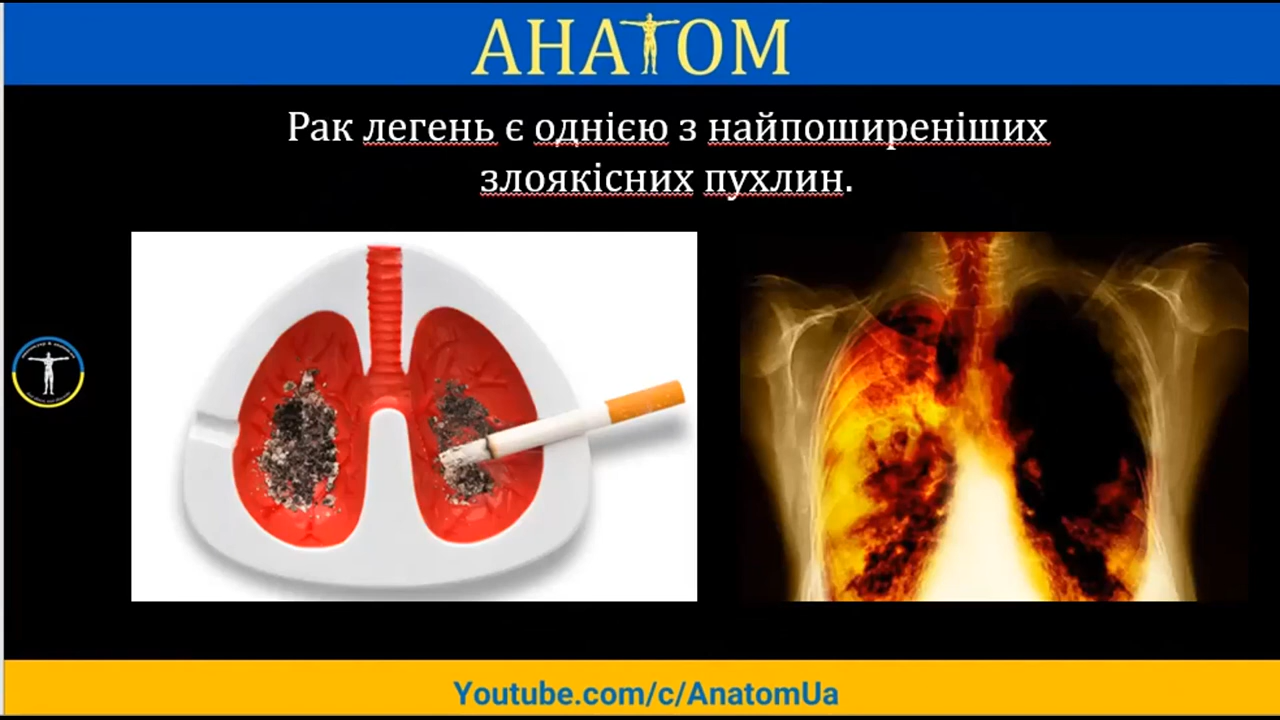 АНАТОМ
Рак легень є однією з найпоширеніших
злоякісних пухлин.
Youtube.com/c/AnatomUa